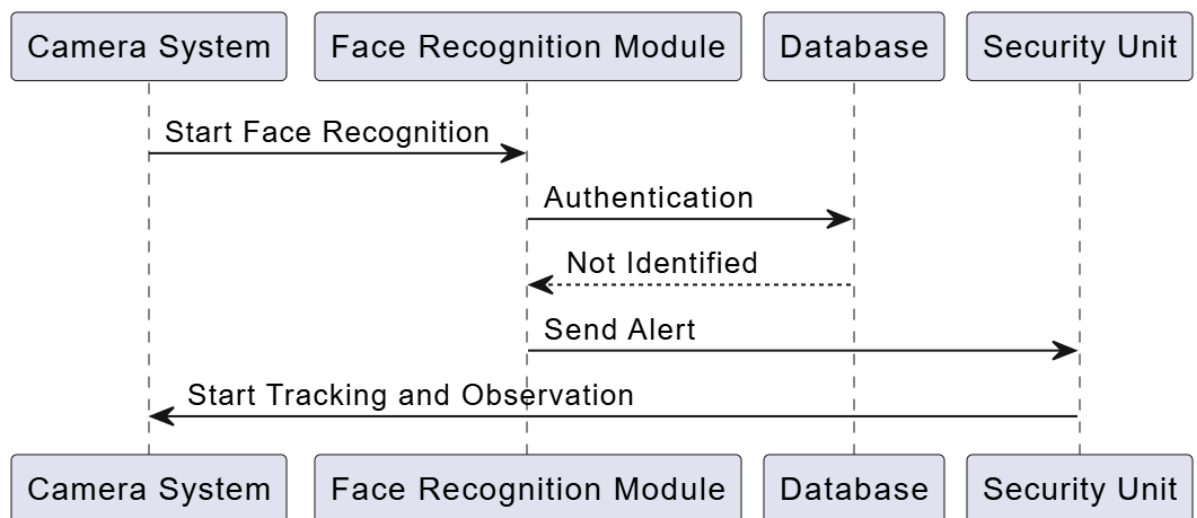 Camera System
Face Recognition Module
Database
Security Unit
Start Face Recognition
Authentication
Not Identified
Send Alert
Start Tracking and Observation
Camera System
Face Recognition Module
Database
Security Unit